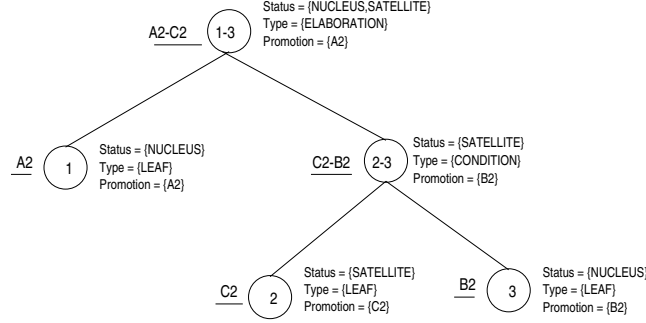 A2-C2
1-3
Status = {NUCLEUS,SATELLITE}
Type = {ELABORATION}
Promotion = {A2}
A2
1
Status = {NUCLEUS}
Type = {LEAF}
Promotion = {A2}
C2-B2
2-3
Status = {SATELLITE}
Type = {CONDITION}
Promotion = {B2}
C2
2
Status = {SATELLITE}
Type = {LEAF}
Promotion = {C2}
B2
3
Status = {NUCLEUS}
Type = {LEAF}
Promotion = {B2}